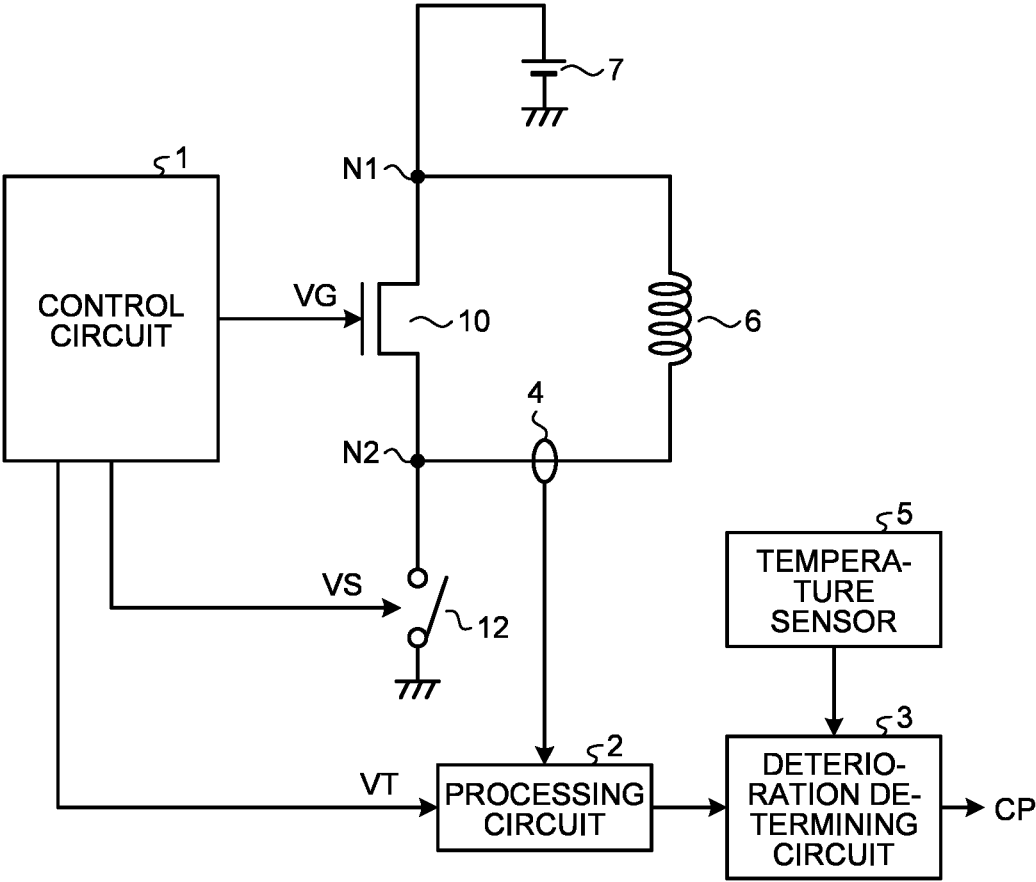 7
1
N1
CONTROL
CIRCUIT
VG
10
6
4
N2
5
TEMPERA-
TURE
SENSOR
VS
12
2
3
VT
PROCESSING
CIRCUIT
DETERIO-
RATION DE-
TERMINING
CIRCUIT
CP